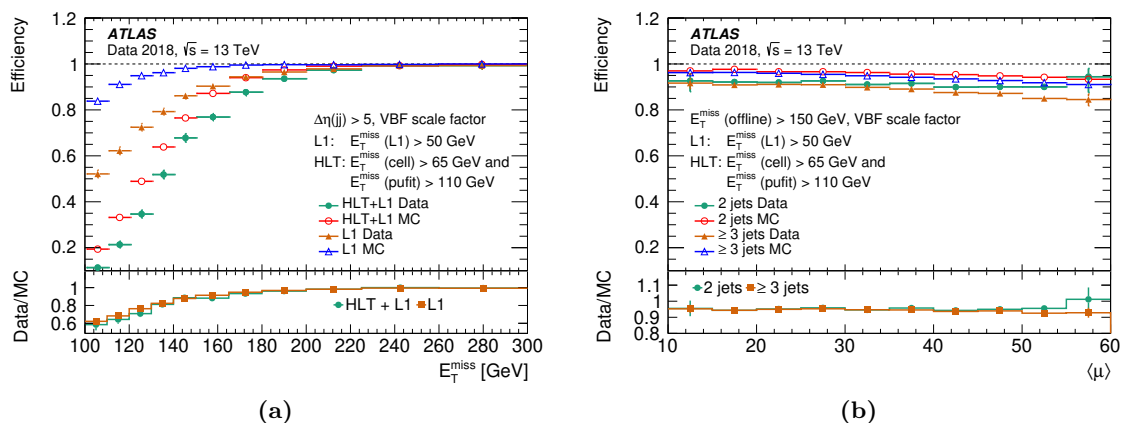 ATLAS
Data 2018, √s = 13 TeV
Efficiency
1.2
1
0.8
0.6
0.4
0.2
Δη(jj) > 5, VBF scale factor
L1: E_T^miss (L1) > 50 GeV
HLT: E_T^miss (cell) > 65 GeV and
E_T^miss (pufit) > 110 GeV
HLT+L1 Data
HLT+L1 MC
L1 Data
L1 MC
Data/MC
1.0
0.8
0.6
HLT + L1 L1
100 120 140 160 180 200 220 240 260 280 300
E_T^miss [GeV]
(a)
ATLAS
Data 2018, √s = 13 TeV
Efficiency
1.2
1
0.8
0.6
0.4
0.2
E_T^miss (offline) > 150 GeV, VBF scale factor
L1: E_T^miss (L1) > 50 GeV
HLT: E_T^miss (cell) > 65 GeV and
E_T^miss (pufit) > 110 GeV
2 jets Data
2 jets MC
≥ 3 jets Data
≥ 3 jets MC
Data/MC
1.1
1
0.9
0.8
2 jets ≥ 3 jets
10 20 30 40 50 60
⟨μ⟩
(b)